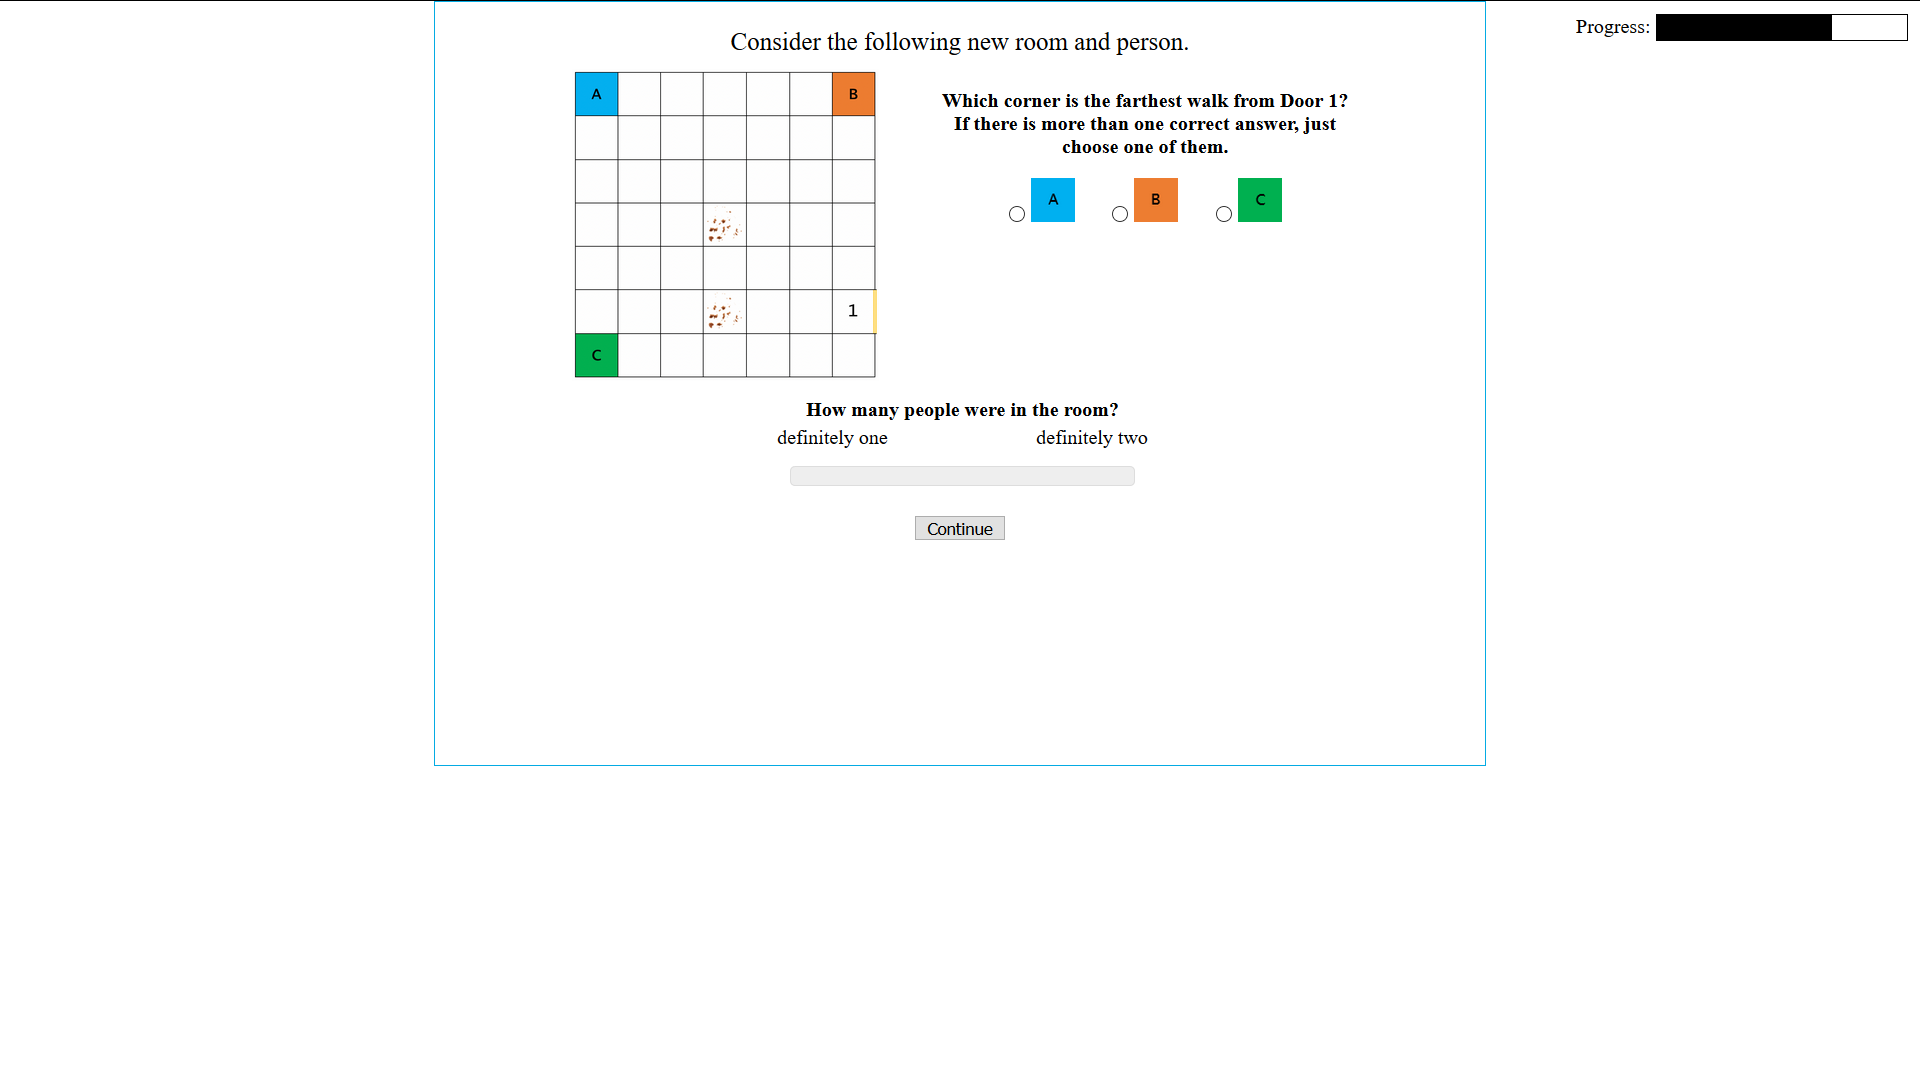 Progress:
Consider the following new room and person.
A
B
1
C
Which corner is the farthest walk from Door 1?
If there is more than one correct answer, just
choose one of them.
A
B
C
How many people were in the room?
definitely one
definitely two
Continue